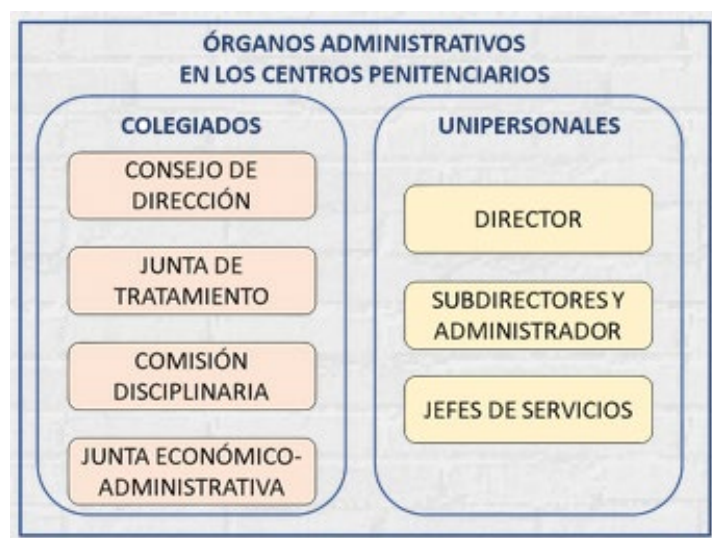 ÓRGANOS ADMINISTRATIVOS
EN LOS CENTROS PENITENCIARIOS
COLEGIADOS
CONSEJO DE
DIRECCIÓN
JUNTA DE
TRATAMIENTO
COMISIÓN
DISCIPLINARIA
JUNTA ECONÓMICO-
ADMINISTRATIVA
UNIPERSONALES
DIRECTOR
SUBDIRECTORES Y
ADMINISTRADOR
JEFES DE SERVICIOS